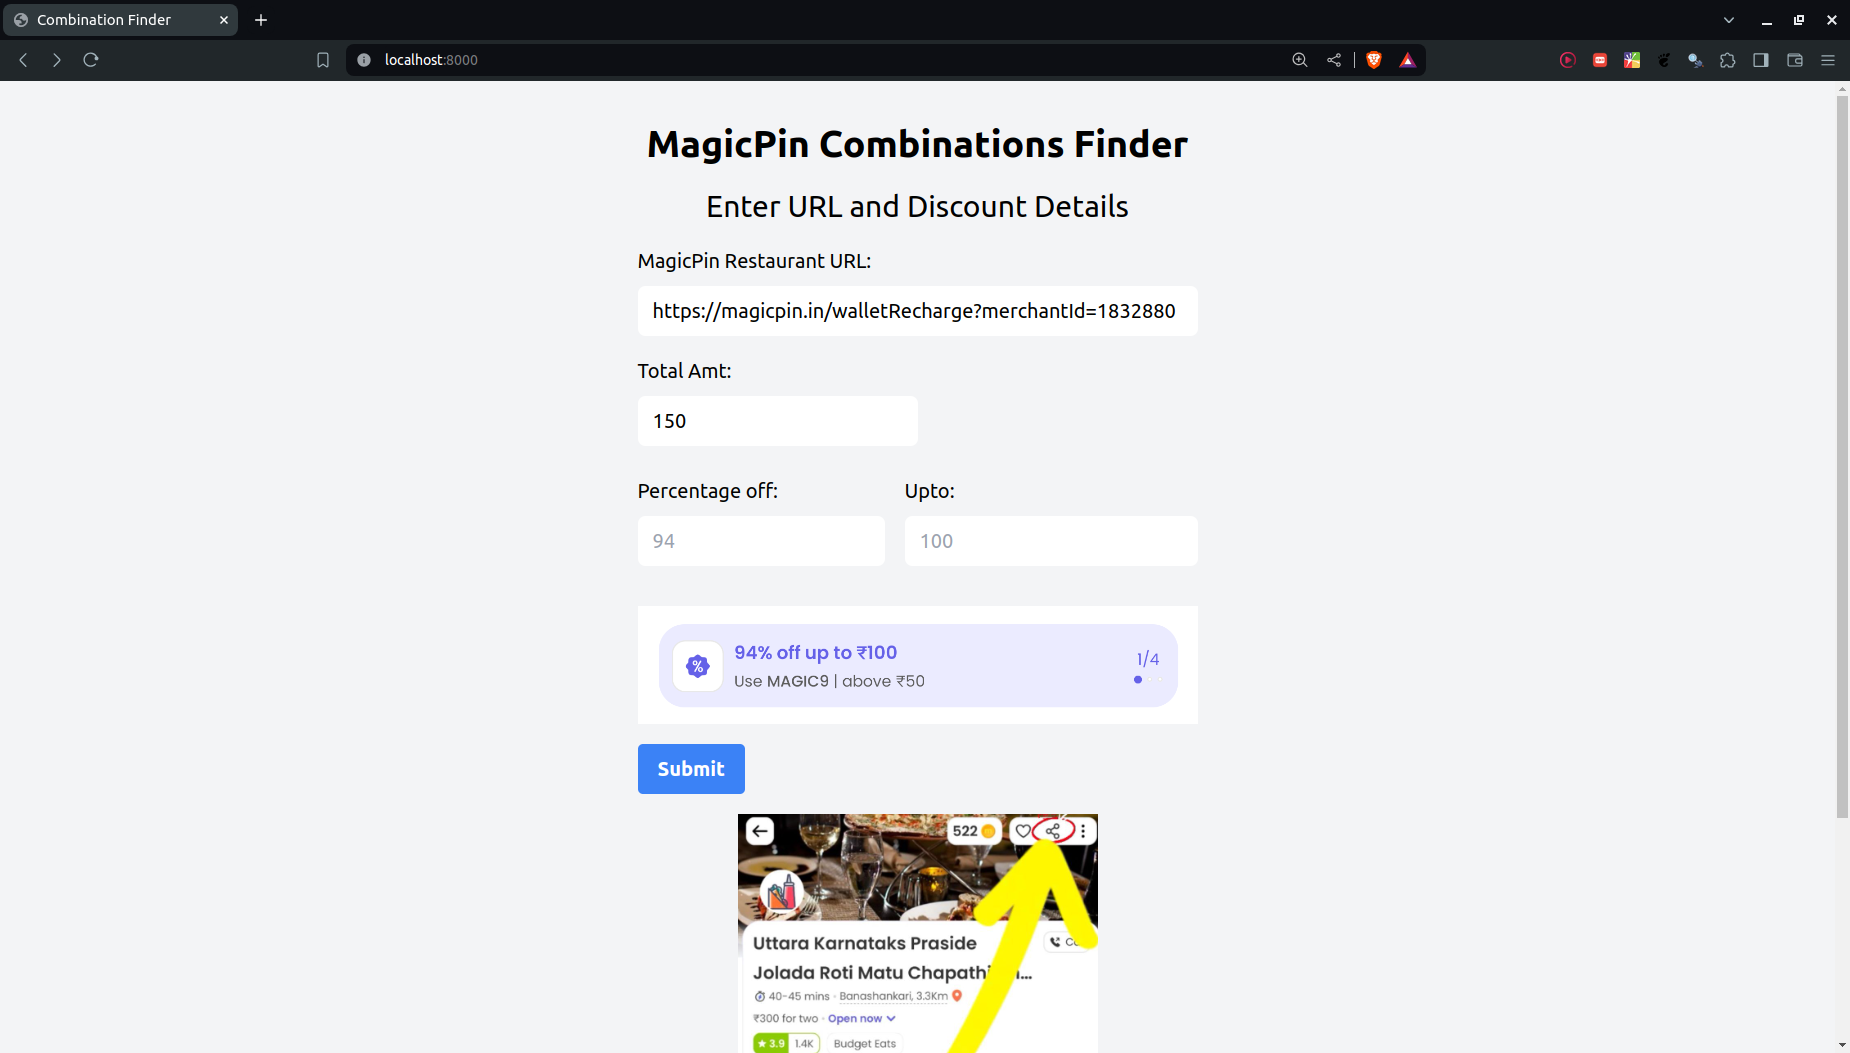 Combination Finder
localhost:8000
MagicPin Combinations Finder
Enter URL and Discount Details
MagicPin Restaurant URL:
https://magicpin.in/walletRecharge?merchantId=1832880
Total Amt:
150
Percentage off:
Upto:
94
100
94% off up to ₹100
1/4
Use MAGIC9 | above ₹50
Submit
522
Uttara Karnataks Praside
Jolada Roti Matu Chapathi
40-45 mins · Banashankari, 3.3Km
₹300 for two · Open now
3.9 1.4K Budget Eats